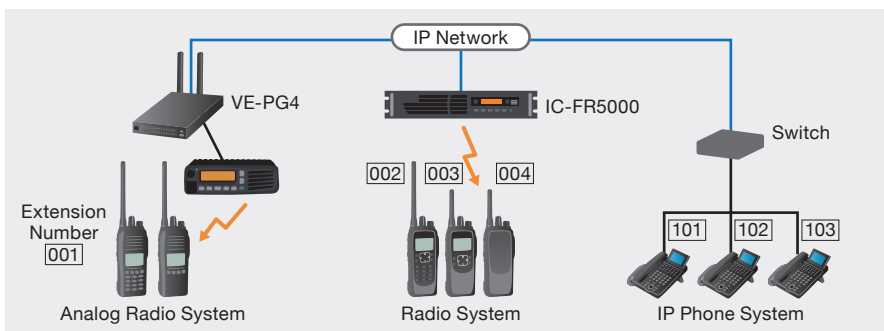 IP Network
VE-PG4
IC-FR5000
Switch
002 003 004
Extension
Number
001
101 102 103
Analog Radio System
Radio System
IP Phone System